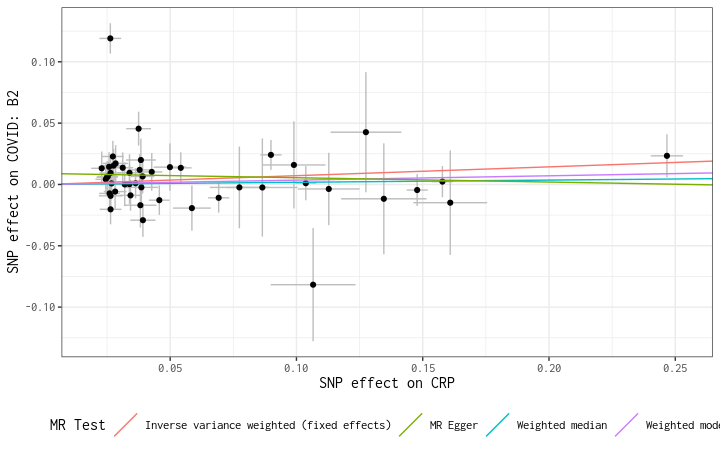 SNP effect on COVID: B2
0.10
0.05
0.00
−0.05
−0.10
0.05 0.10 0.15 0.20 0.25
SNP effect on CRP
MR Test Inverse variance weighted (fixed effects) MR Egger Weighted median Weighted mode